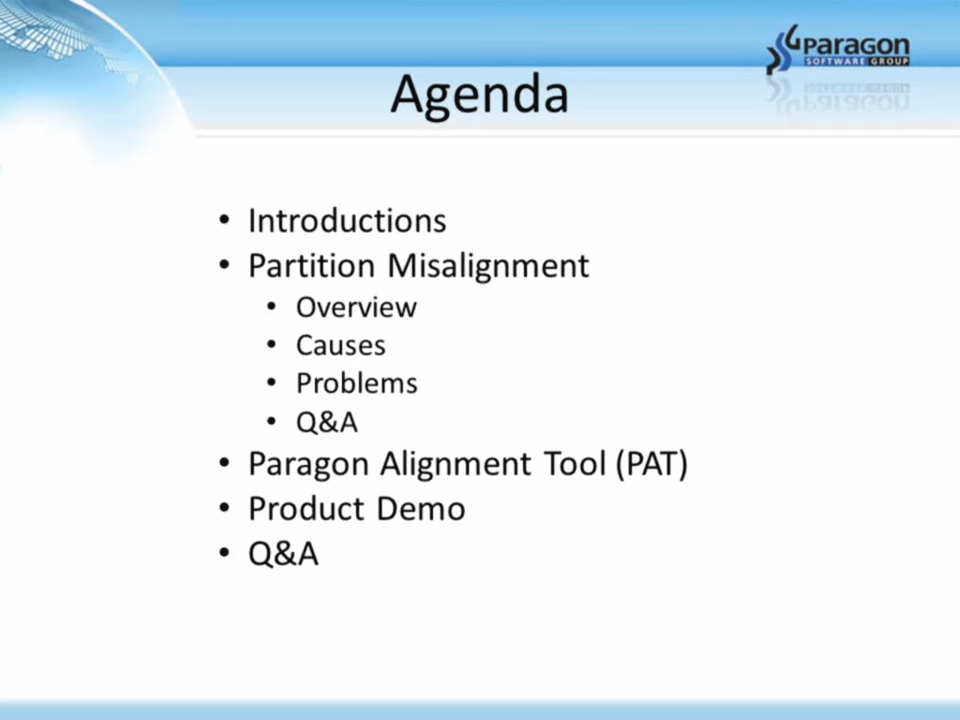 PARAGON
SOFTWARE GROUP
Agenda
• Introductions
• Partition Misalignment
• Overview
• Causes
• Problems
• Q&A
• Paragon Alignment Tool (PAT)
• Product Demo
• Q&A